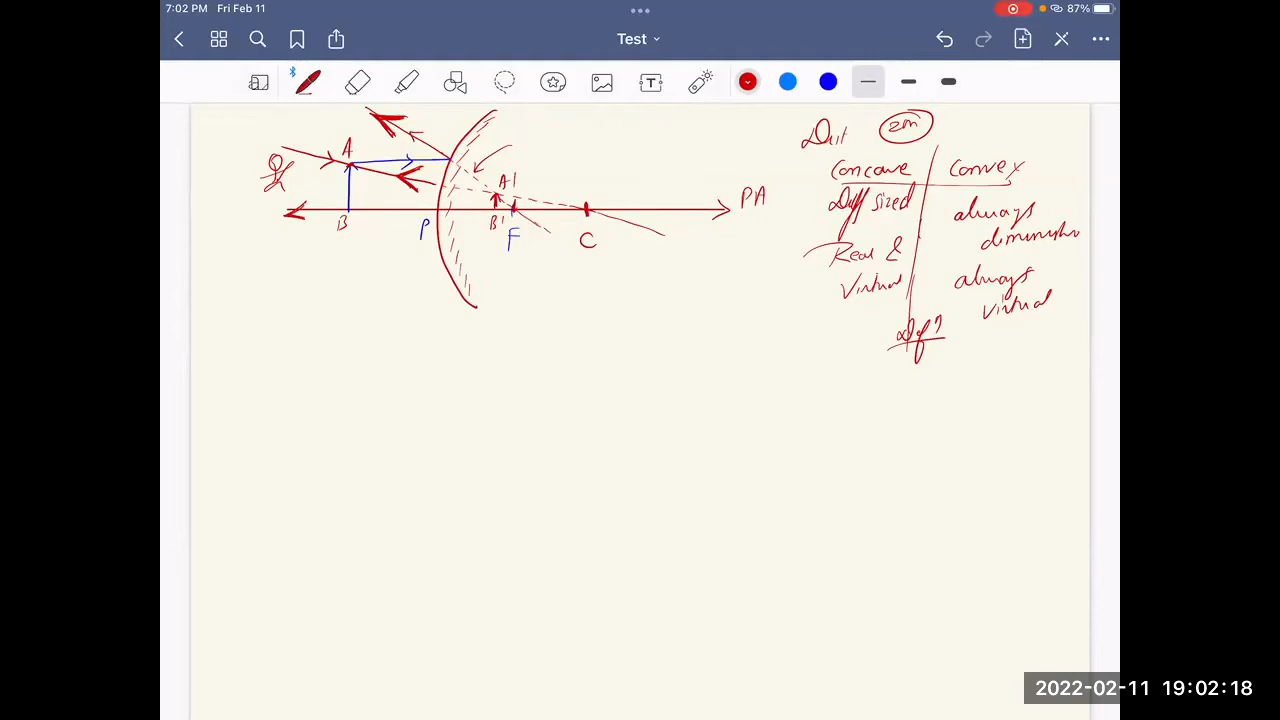 7:02 PM Fri Feb 11
87%
Test
A
A'
B
P
B'
F
C
PA
2m
Concave Convex
Diff sized always
diminish
Real & always
Virtual virtual
2022-02-11 19:02:18